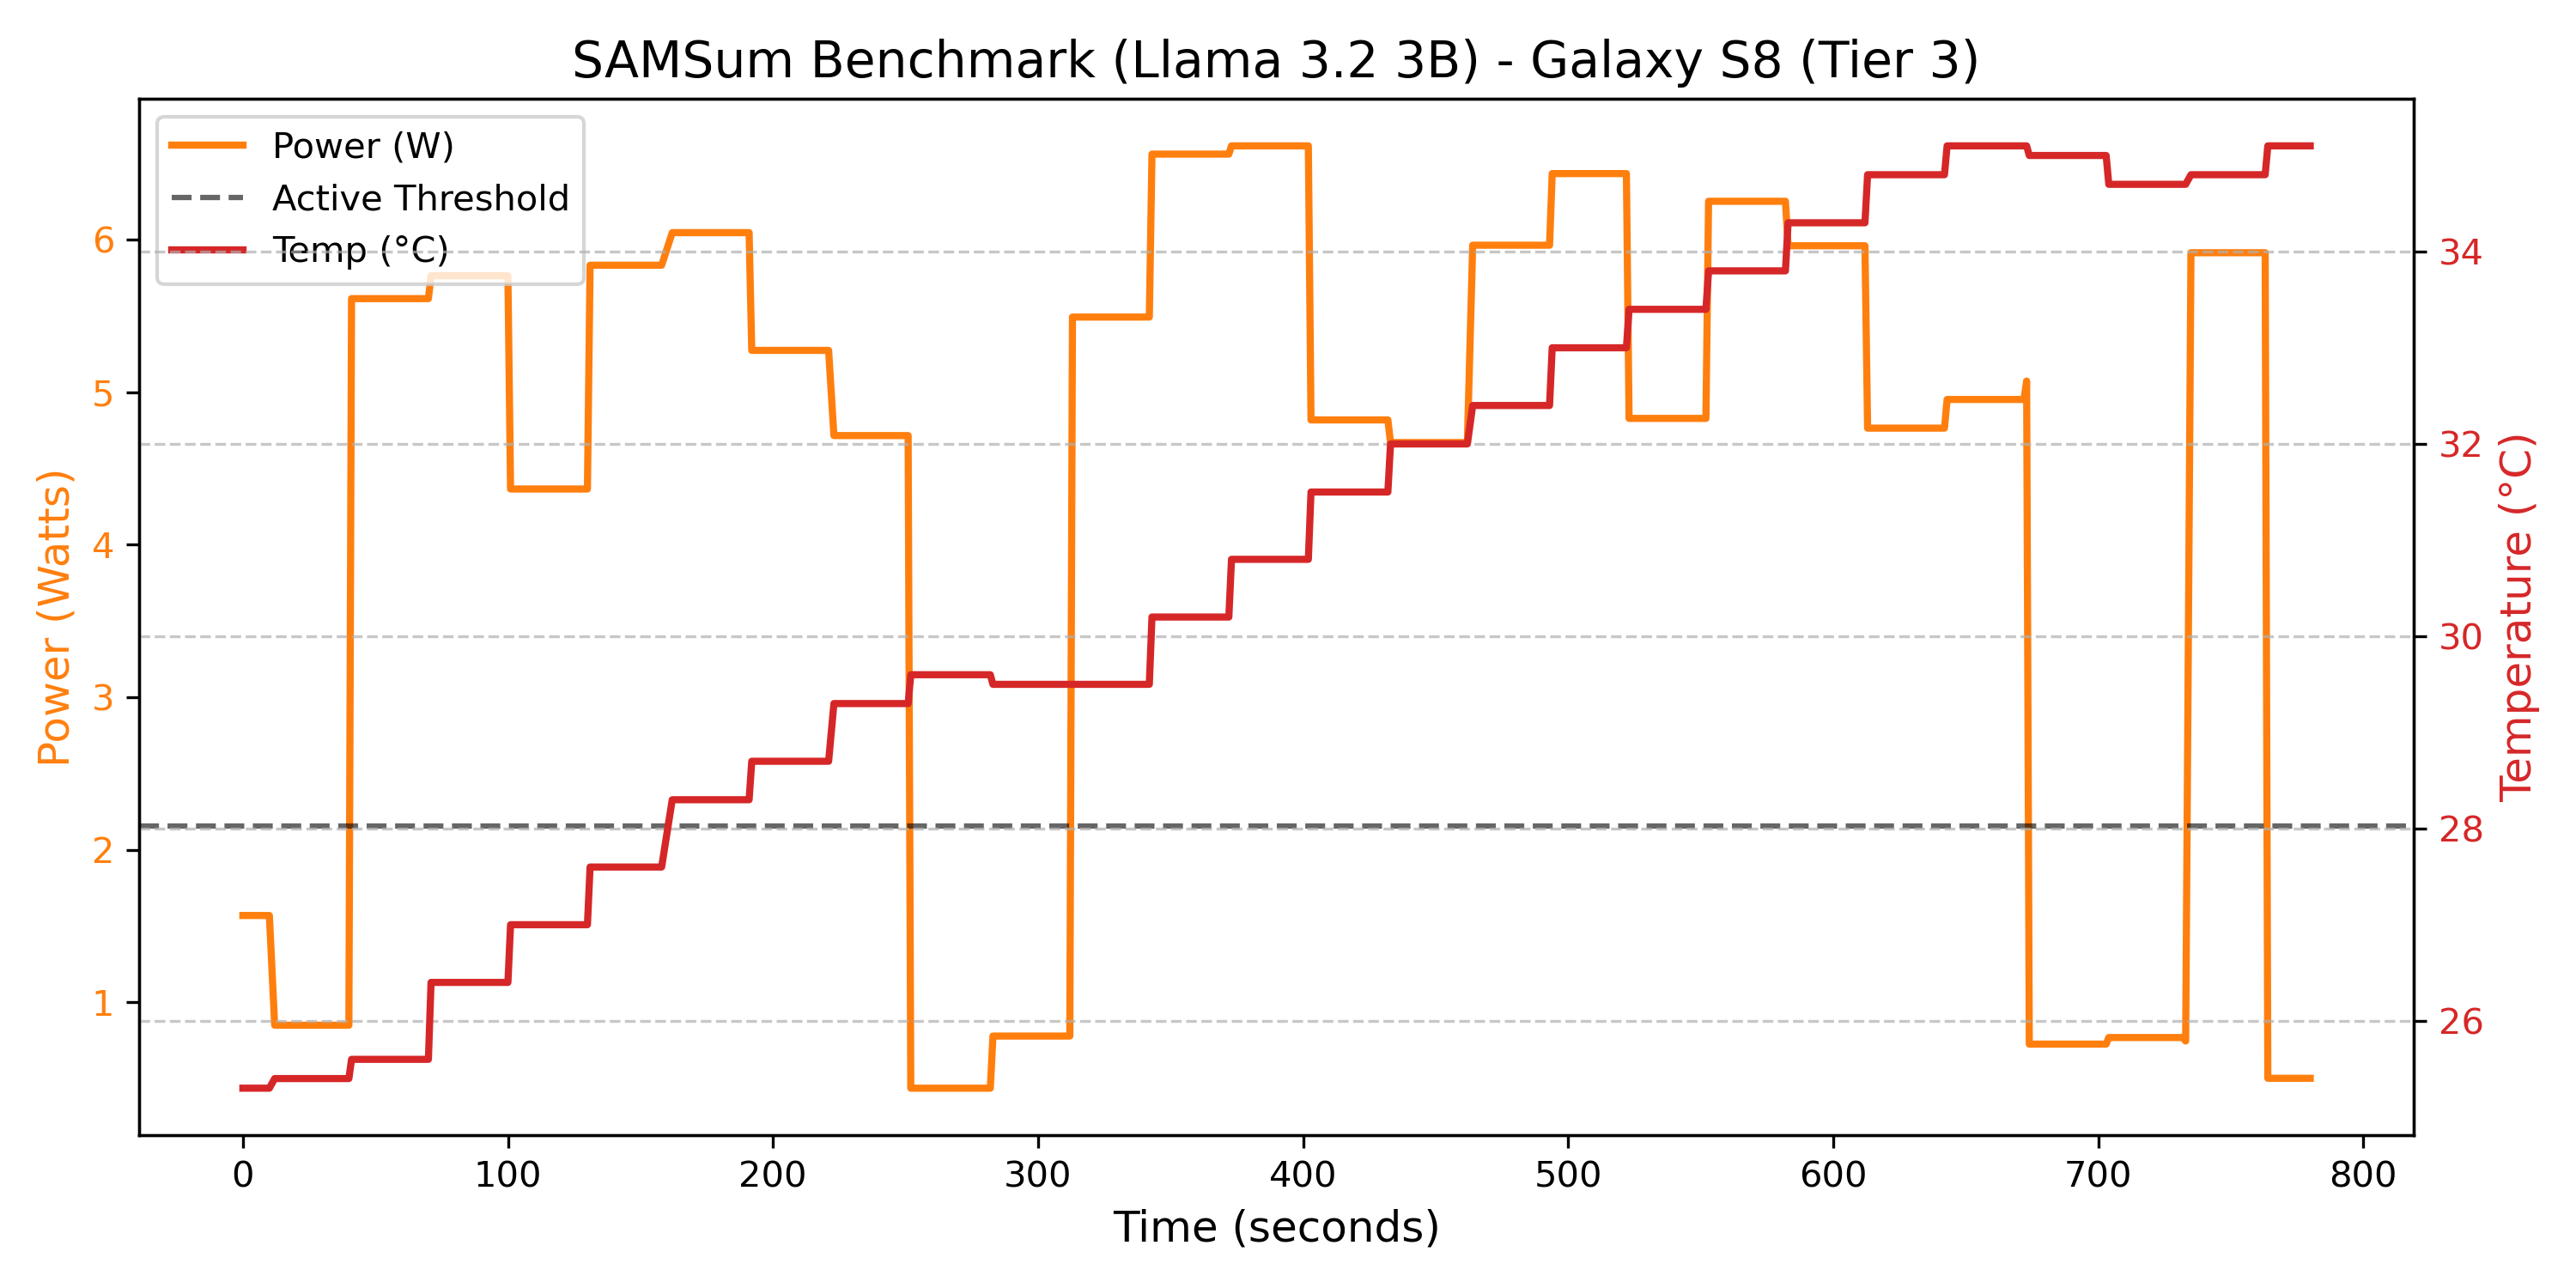 SAMSum Benchmark (Llama 3.2 3B) - Galaxy S8 (Tier 3)
Power (W)
Active Threshold
Temp (°C)
Power (Watts)
6
5
4
3
2
1
34
32
30
28
26
Temperature (°C)
0 100 200 300 400 500 600 700 800
Time (seconds)